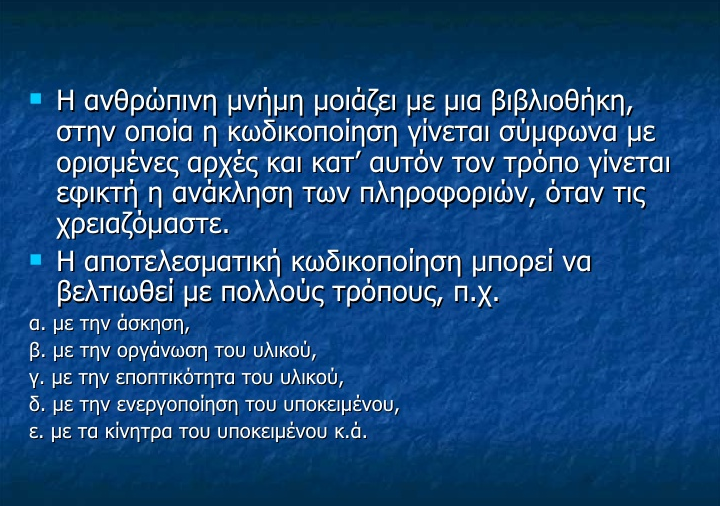 Η ανθρώπινη μνήμη μοιάζει με μια βιβλιοθήκη,
στην οποία η κωδικοποίηση γίνεται σύμφωνα με
ορισμένες αρχές και κατ’ αυτόν τον τρόπο γίνεται
εφικτή η ανάκληση των πληροφοριών, όταν τις
χρειαζόμαστε.
Η αποτελεσματική κωδικοποίηση μπορεί να
βελτιωθεί με πολλούς τρόπους, π.χ.
α. με την άσκηση,
β. με την οργάνωση του υλικού,
γ. με την εποπτικότητα του υλικού,
δ. με την ενεργοποίηση του υποκειμένου,
ε. με τα κίνητρα του υποκειμένου κ.ά.